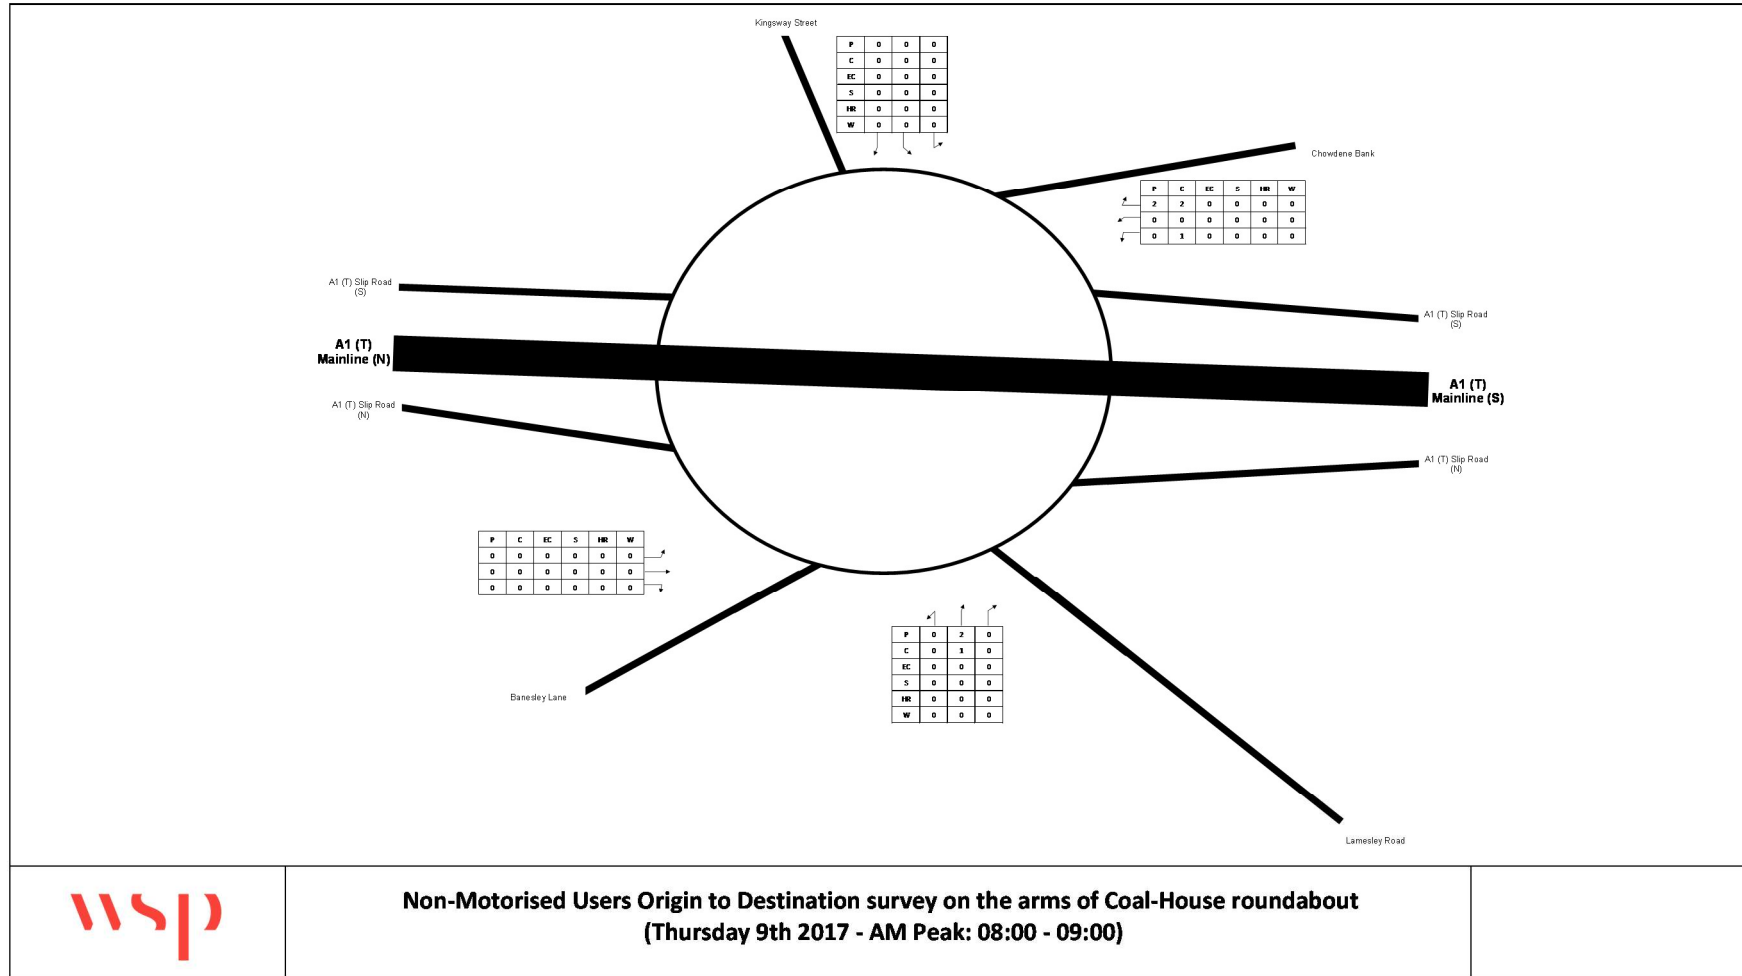 Kingsway Street
P 0 0 0
C 0 0 0
EC 0 0 0
S 0 0 0
HR 0 0 0
W 0 0 0
Chowdene Bank
P C EC S HR W
2 2 0 0 0 0
0 0 0 0 0 0
0 1 0 0 0 0
A1 (T) Slip Road
(S)
A1 (T) Slip Road
(S)
A1 (T)
Mainline (N)
A1 (T)
Mainline (S)
A1 (T) Slip Road
(N)
A1 (T) Slip Road
(N)
P C EC S HR W
0 0 0 0 0 0
0 0 0 0 0 0
0 0 0 0 0 0
Banesley Lane
P 0 2 0
C 0 1 0
EC 0 0 0
S 0 0 0
HR 0 0 0
W 0 0 0
Lamesley Road
wsp
Non-Motorised Users Origin to Destination survey on the arms of Coal-House roundabout
(Thursday 9th 2017 - AM Peak: 08:00 - 09:00)